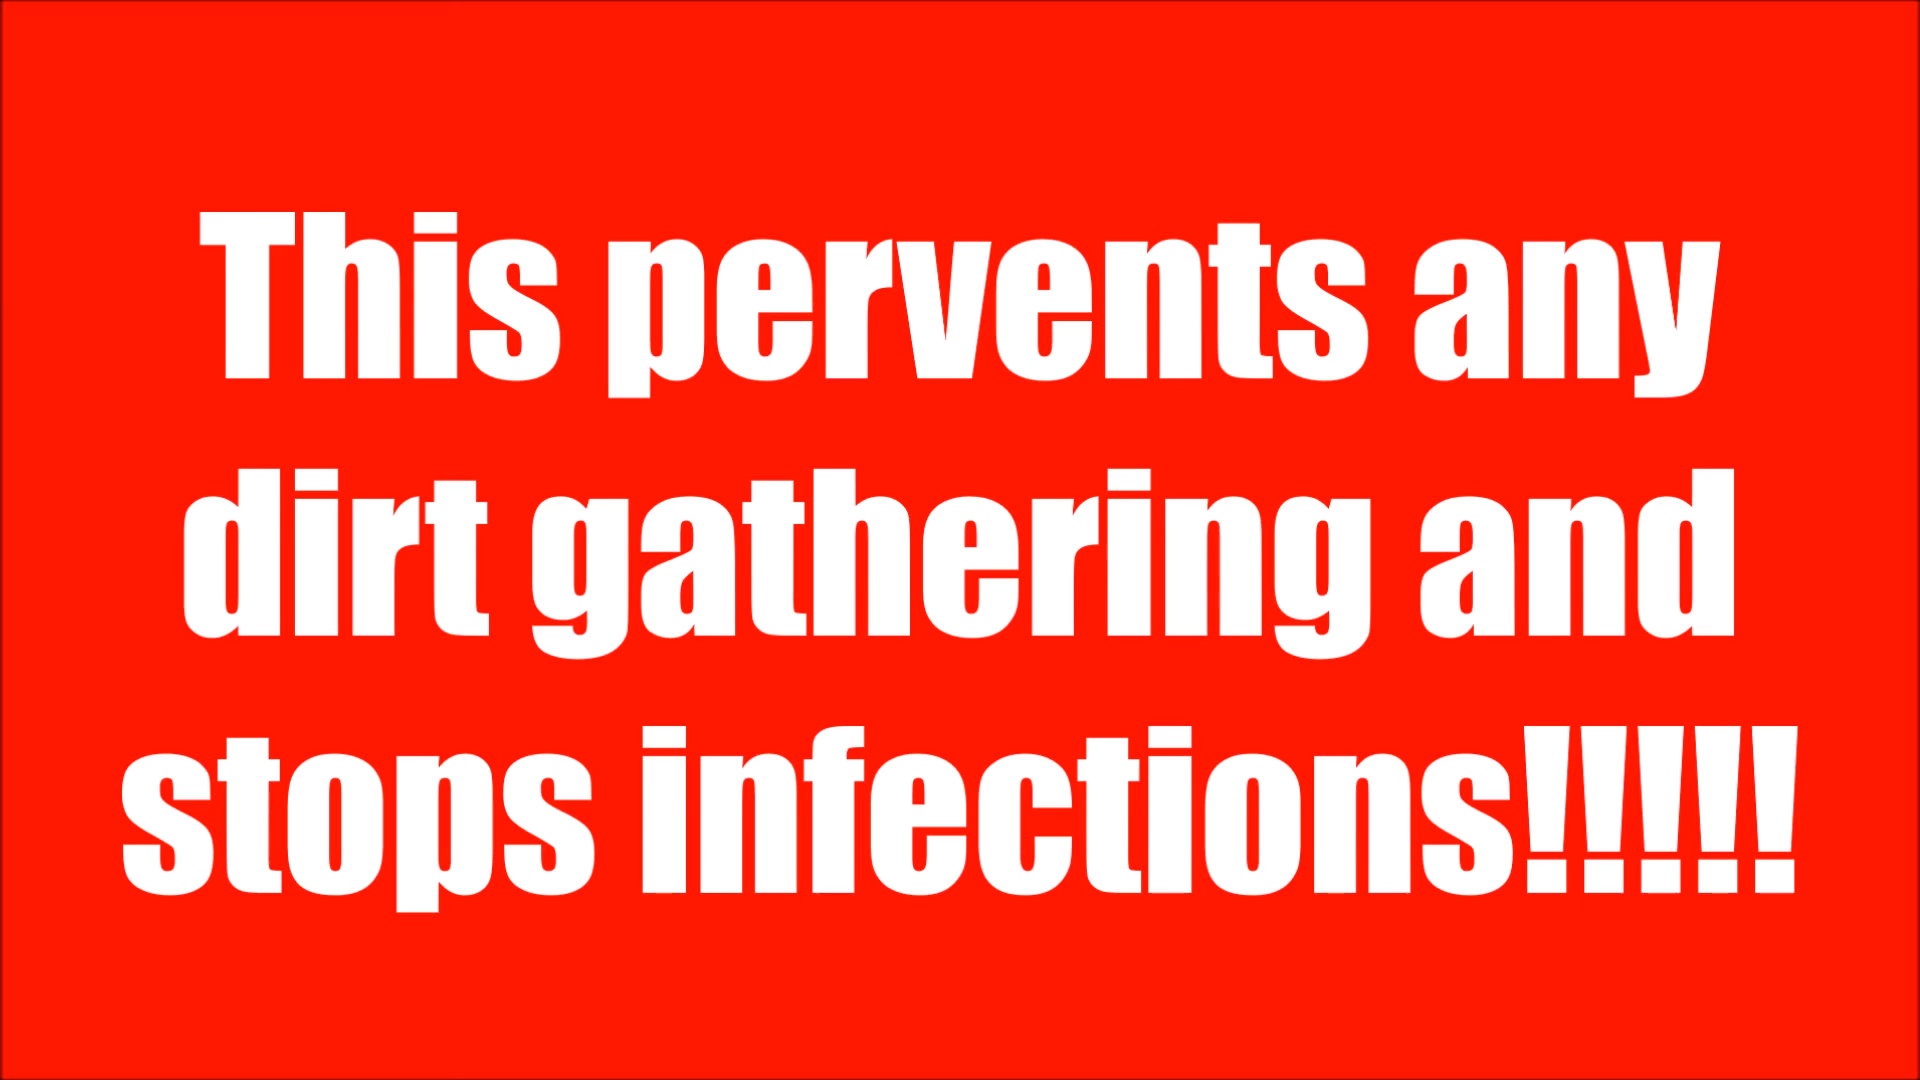 This pervents any
dirt gathering and
stops infections!!!!!